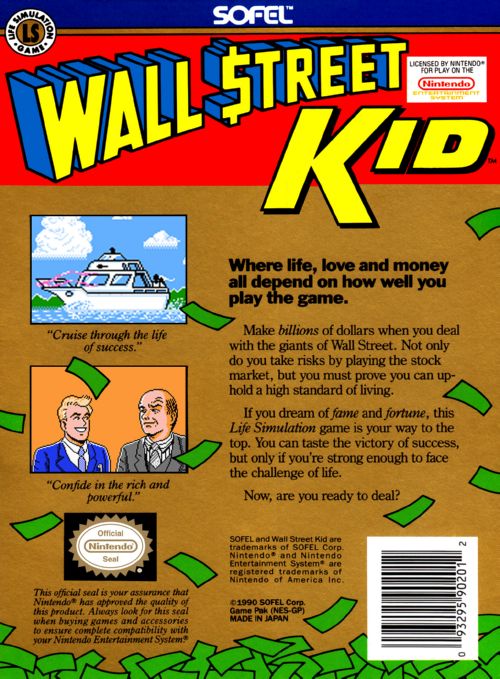 SOFEL™
LIFE SIMULATION
LS
GAME
WALL $TREET
KID™
LICENSED BY NINTENDO®
FOR PLAY ON THE
Nintendo
ENTERTAINMENT
SYSTEM
"Cruise through the life
of success."
"Confide in the rich and
powerful."
Where life, love and money
all depend on how well you
play the game.
Make billions of dollars when you deal
with the giants of Wall Street. Not only
do you take risks by playing the stock
market, but you must prove you can up-
hold a high standard of living.
If you dream of fame and fortune, this
Life Simulation game is your way to the
top. You can taste the victory of success,
but only if you're strong enough to face
the challenge of life.
Now, are you ready to deal?
Official
Nintendo
Seal
This official seal is your assurance that
Nintendo® has approved the quality of
this product. Always look for this seal
when buying games and accessories
to ensure complete compatibility with
your Nintendo Entertainment System®.
SOFEL and Wall Street Kid are
trademarks of SOFEL Corp.
Nintendo® and Nintendo
Entertainment System® are
registered trademarks of
Nintendo of America Inc.
©1990 SOFEL Corp.
Game Pak (NES-GP)
MADE IN JAPAN
0 93295 90201 2